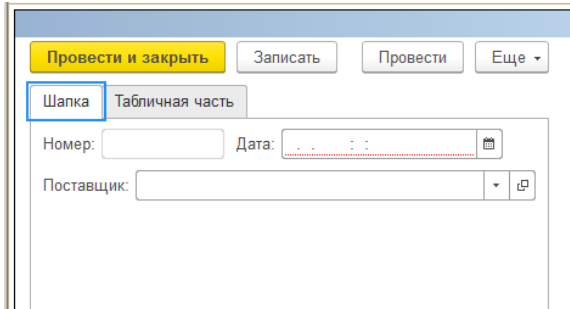 Провести и закрыть Записать Провести Еще
Шапка Табличная часть
Номер: Дата: . . : :
Поставщик: